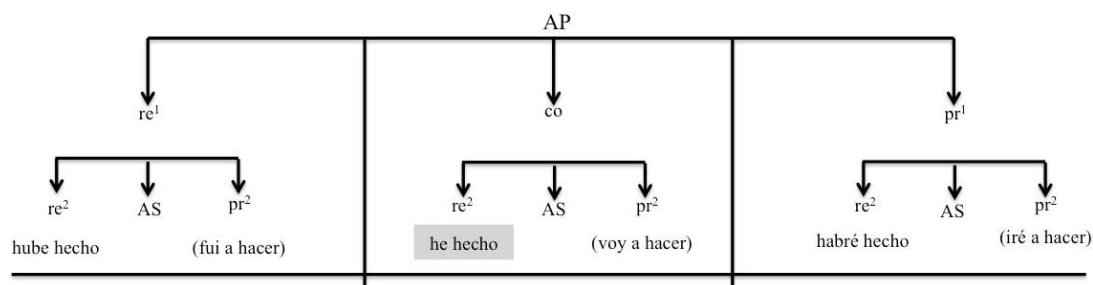 AP
re¹ co pr¹
re² AS pr² re² AS pr² re² AS pr²
hube hecho (fui a hacer) he hecho (voy a hacer) habré hecho (iré a hacer)